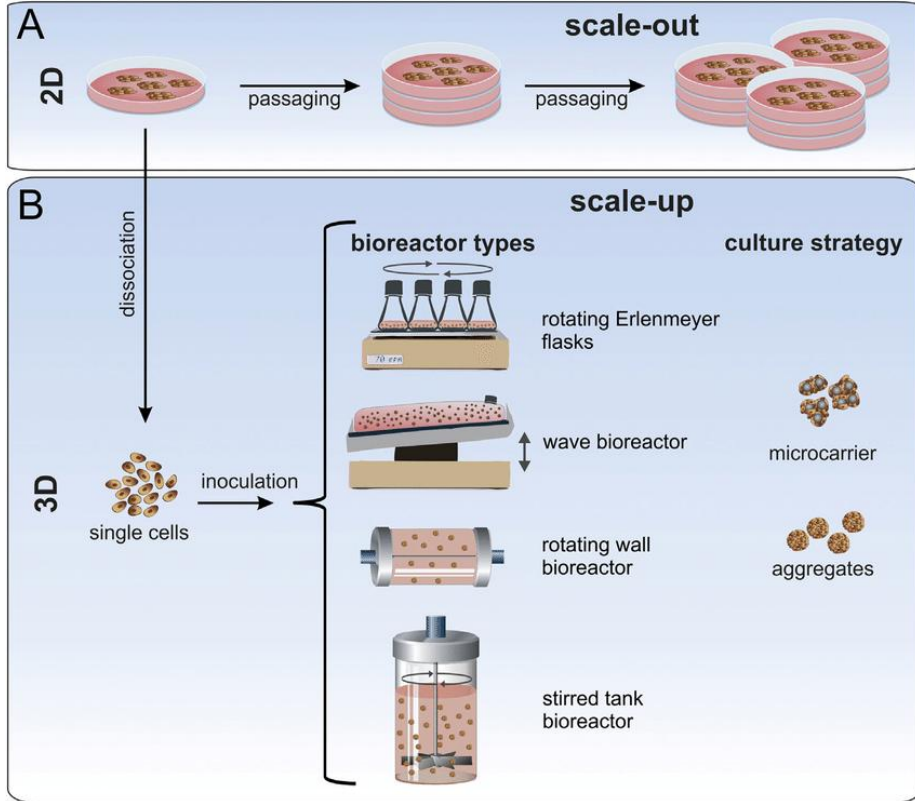 A
scale-out
2D
passaging
passaging
B
scale-up
dissociation
bioreactor types
culture strategy
rotating Erlenmeyer
flasks
wave bioreactor
microcarrier
3D
inoculation
single cells
rotating wall
bioreactor
aggregates
stirred tank
bioreactor